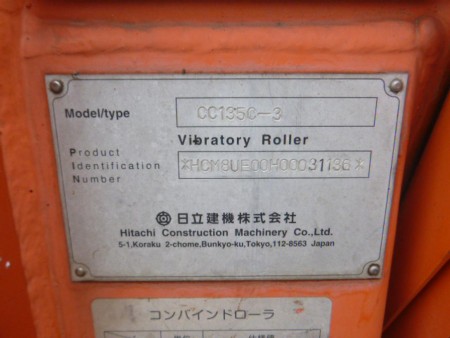 Model/type CC135C-3
Vibratory Roller
Product
Identification *HCM8UE00H00031136*
Number
日立建機株式会社
Hitachi Construction Machinery Co.,Ltd.
5-1,Koraku 2-chome,Bunkyo-ku,Tokyo,112-8563 Japan
コンバインドローラ